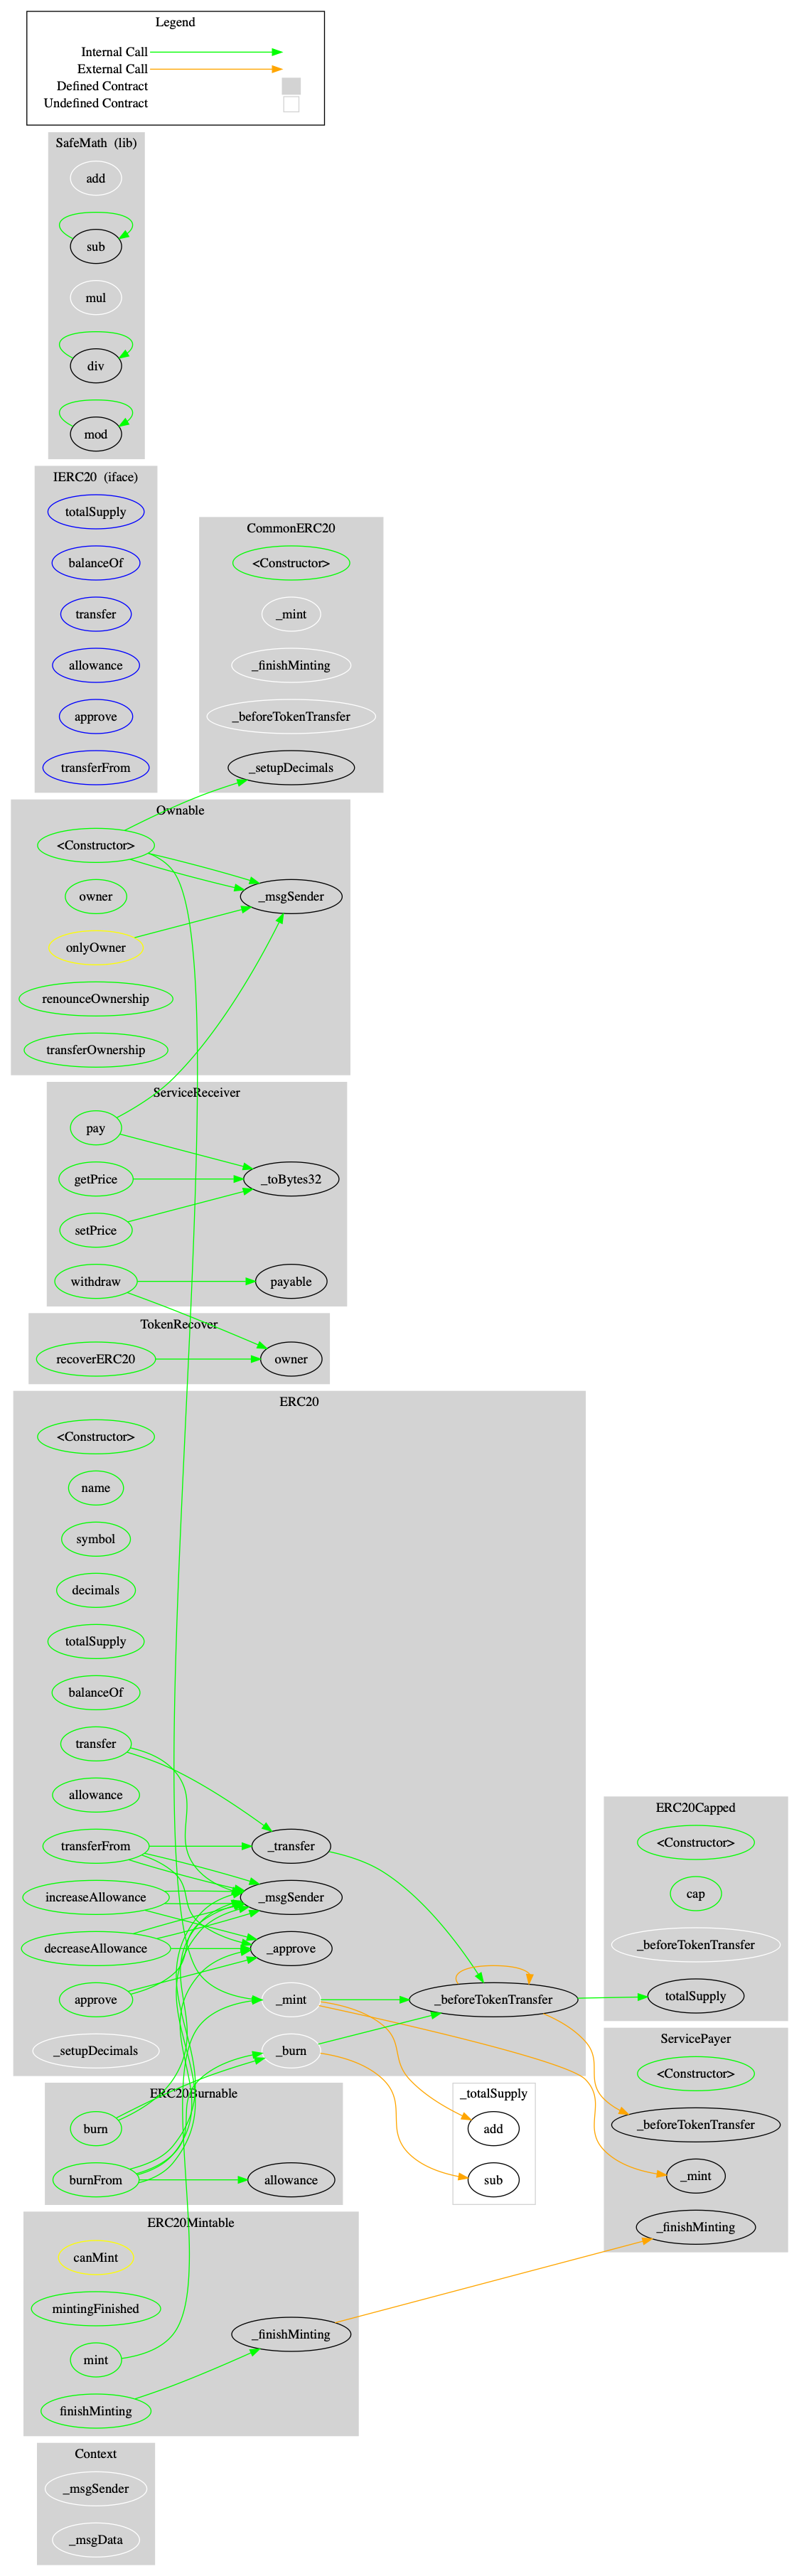 Legend
Internal Call
External Call
Defined Contract
Undefined Contract
SafeMath  (lib)
add
sub
mul
div
mod
IERC20  (iface)
totalSupply
balanceOf
transfer
allowance
approve
transferFrom
CommonERC20
<Constructor>
_mint
_finishMinting
_beforeTokenTransfer
_setupDecimals
Ownable
<Constructor>
owner
_msgSender
onlyOwner
renounceOwnership
transferOwnership
ServiceReceiver
pay
getPrice
_toBytes32
setPrice
withdraw
payable
TokenRecover
recoverERC20
owner
ERC20
<Constructor>
name
symbol
decimals
totalSupply
balanceOf
transfer
allowance
transferFrom
_transfer
increaseAllowance
_msgSender
decreaseAllowance
_approve
approve
_mint
_beforeTokenTransfer
_setupDecimals
_burn
ERC20Capped
<Constructor>
cap
_beforeTokenTransfer
totalSupply
ServicePayer
<Constructor>
_beforeTokenTransfer
_mint
_finishMinting
_totalSupply
add
sub
ERC20Burnable
burn
burnFrom
allowance
ERC20Mintable
canMint
mintingFinished
mint
_finishMinting
finishMinting
Context
_msgSender
_msgData